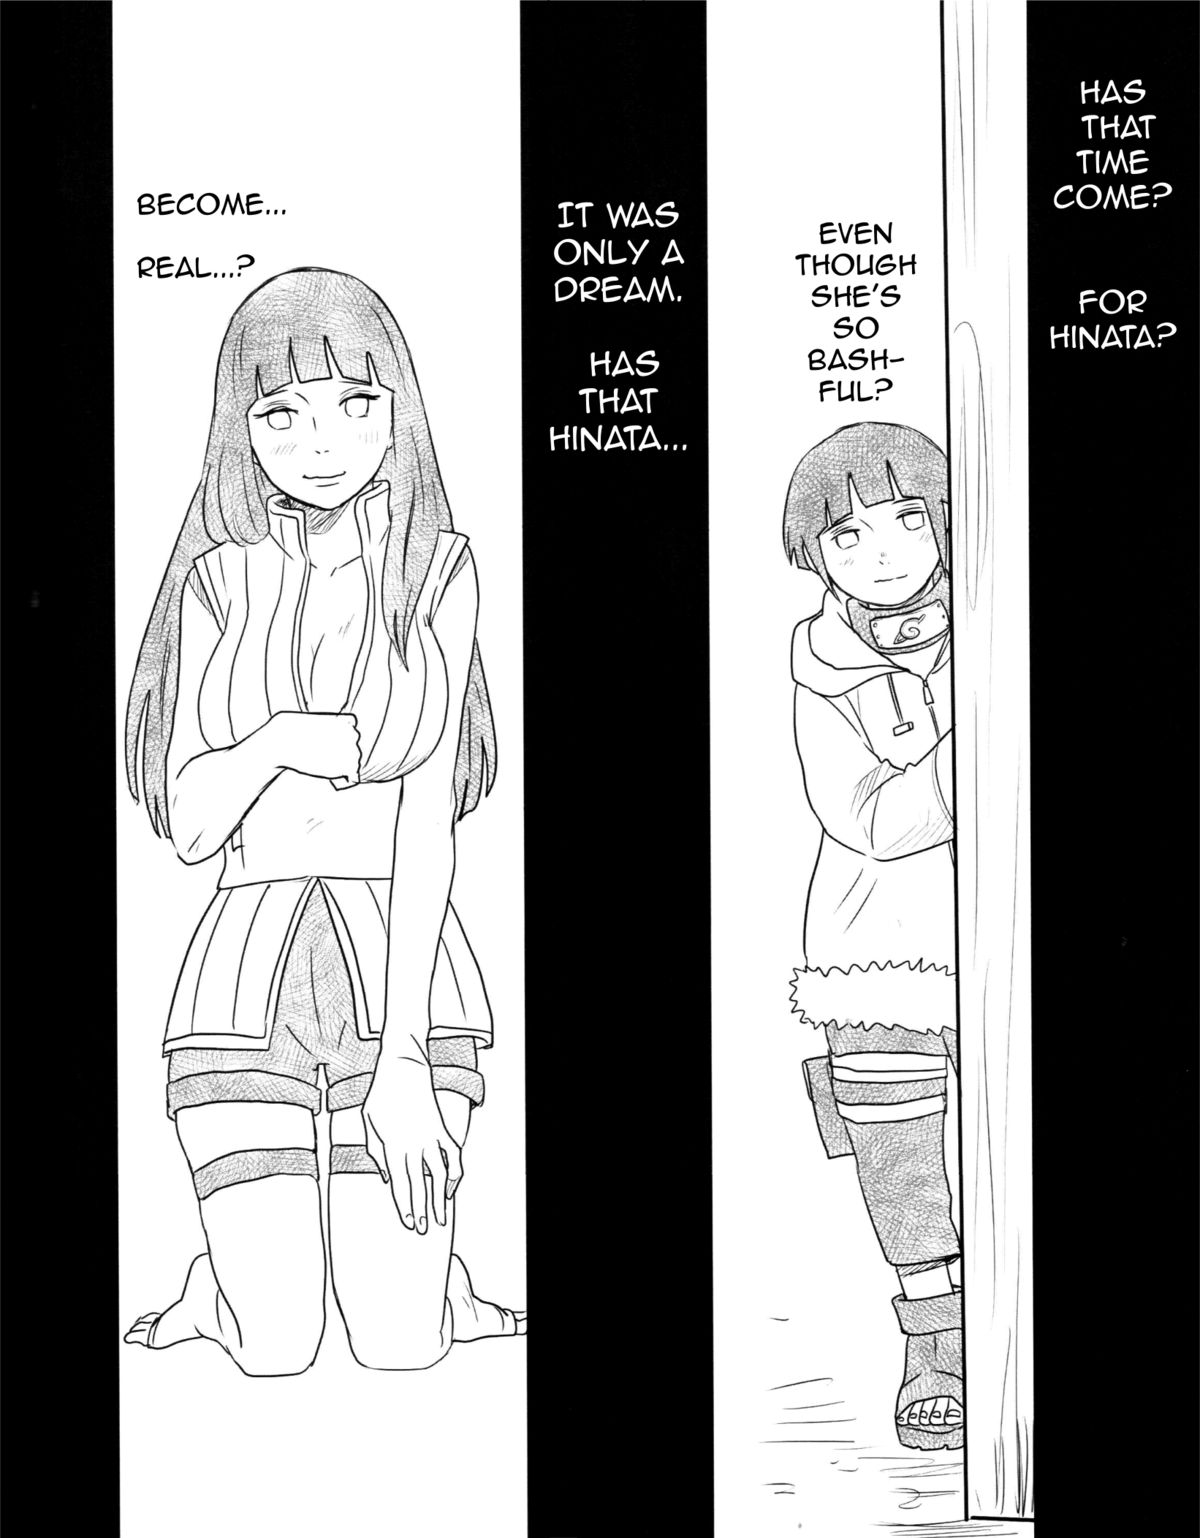 HAS
THAT
TIME
COME?
FOR
HINATA?
EVEN
THOUGH
SHE'S
SO
BASH-
FUL?
IT WAS
ONLY A
DREAM.
HAS
THAT
HINATA...
BECOME...
REAL...?